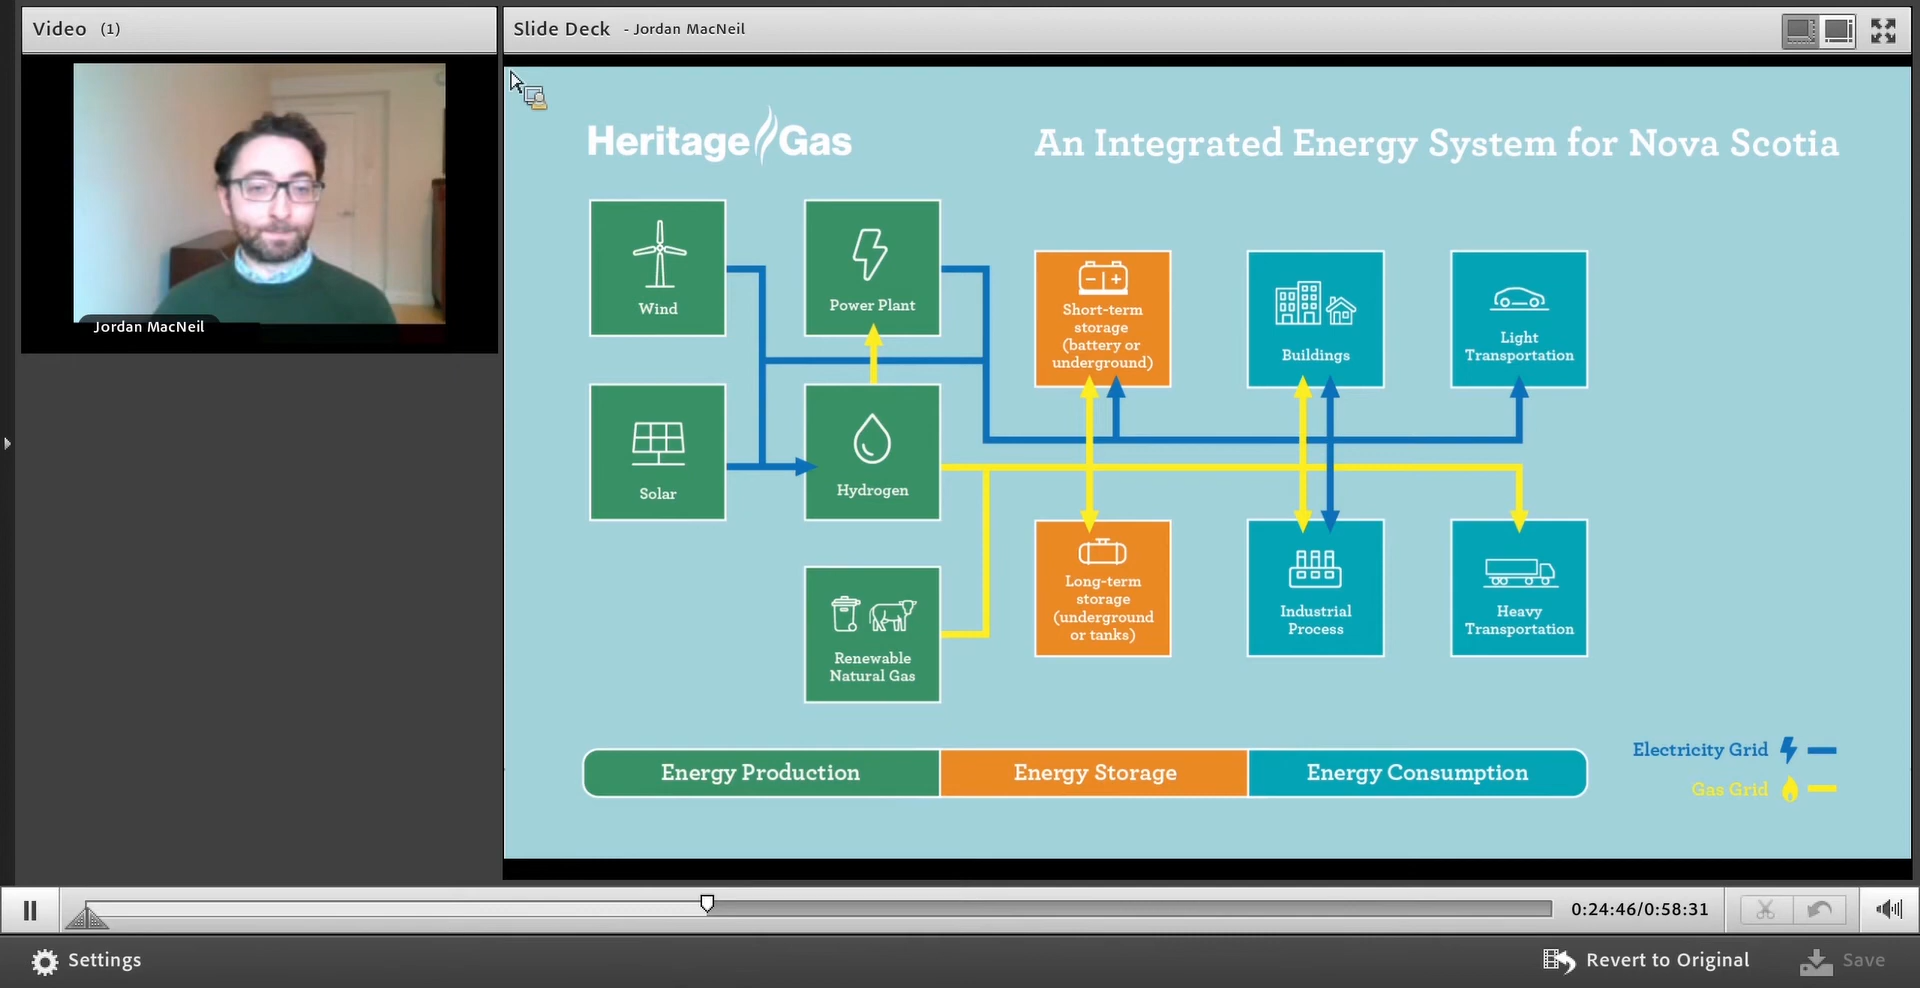 Video (1)
Slide Deck - Jordan MacNeil
Jordan MacNeil
Heritage Gas
An Integrated Energy System for Nova Scotia
Wind
Power Plant
Short-term
storage
(battery or
underground)
Buildings
Light
Transportation
Solar
Hydrogen
Long-term
storage
(underground
or tanks)
Industrial
Process
Heavy
Transportation
Renewable
Natural Gas
Energy Production
Energy Storage
Energy Consumption
Electricity Grid
Gas Grid
0:24:46/0:58:31
Settings
Revert to Original
Save